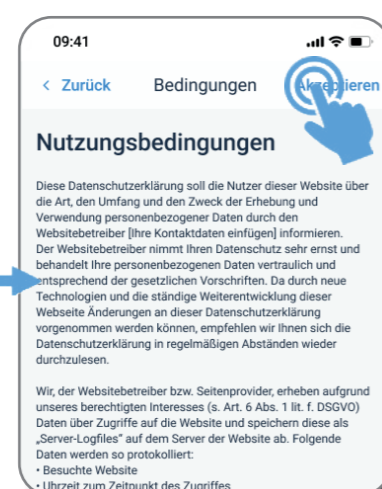 09:41
Zurück Bedingungen Akzeptieren
Nutzungsbedingungen
Diese Datenschutzerklärung soll die Nutzer dieser Website über
die Art, den Umfang und den Zweck der Erhebung und
Verwendung personenbezogener Daten durch den
Websitebetreiber [Ihre Kontaktdaten einfügen] informieren.
Der Websitebetreiber nimmt Ihren Datenschutz sehr ernst und
behandelt Ihre personenbezogenen Daten vertraulich und
entsprechend der gesetzlichen Vorschriften. Da durch neue
Technologien und die ständige Weiterentwicklung dieser
Webseite Änderungen an dieser Datenschutzerklärung
vorgenommen werden können, empfehlen wir Ihnen sich die
Datenschutzerklärung in regelmäßigen Abständen wieder
durchzulesen.
Wir, der Websitebetreiber bzw. Seitenprovider, erheben aufgrund
unseres berechtigten Interesses (s. Art. 6 Abs. 1 lit. f. DSGVO)
Daten über Zugriffe auf die Website und speichern diese als
„Server-Logfiles“ auf dem Server der Website ab. Folgende
Daten werden so protokolliert:
• Besuchte Website
• Uhrzeit zum Zeitpunkt des Zugriffes